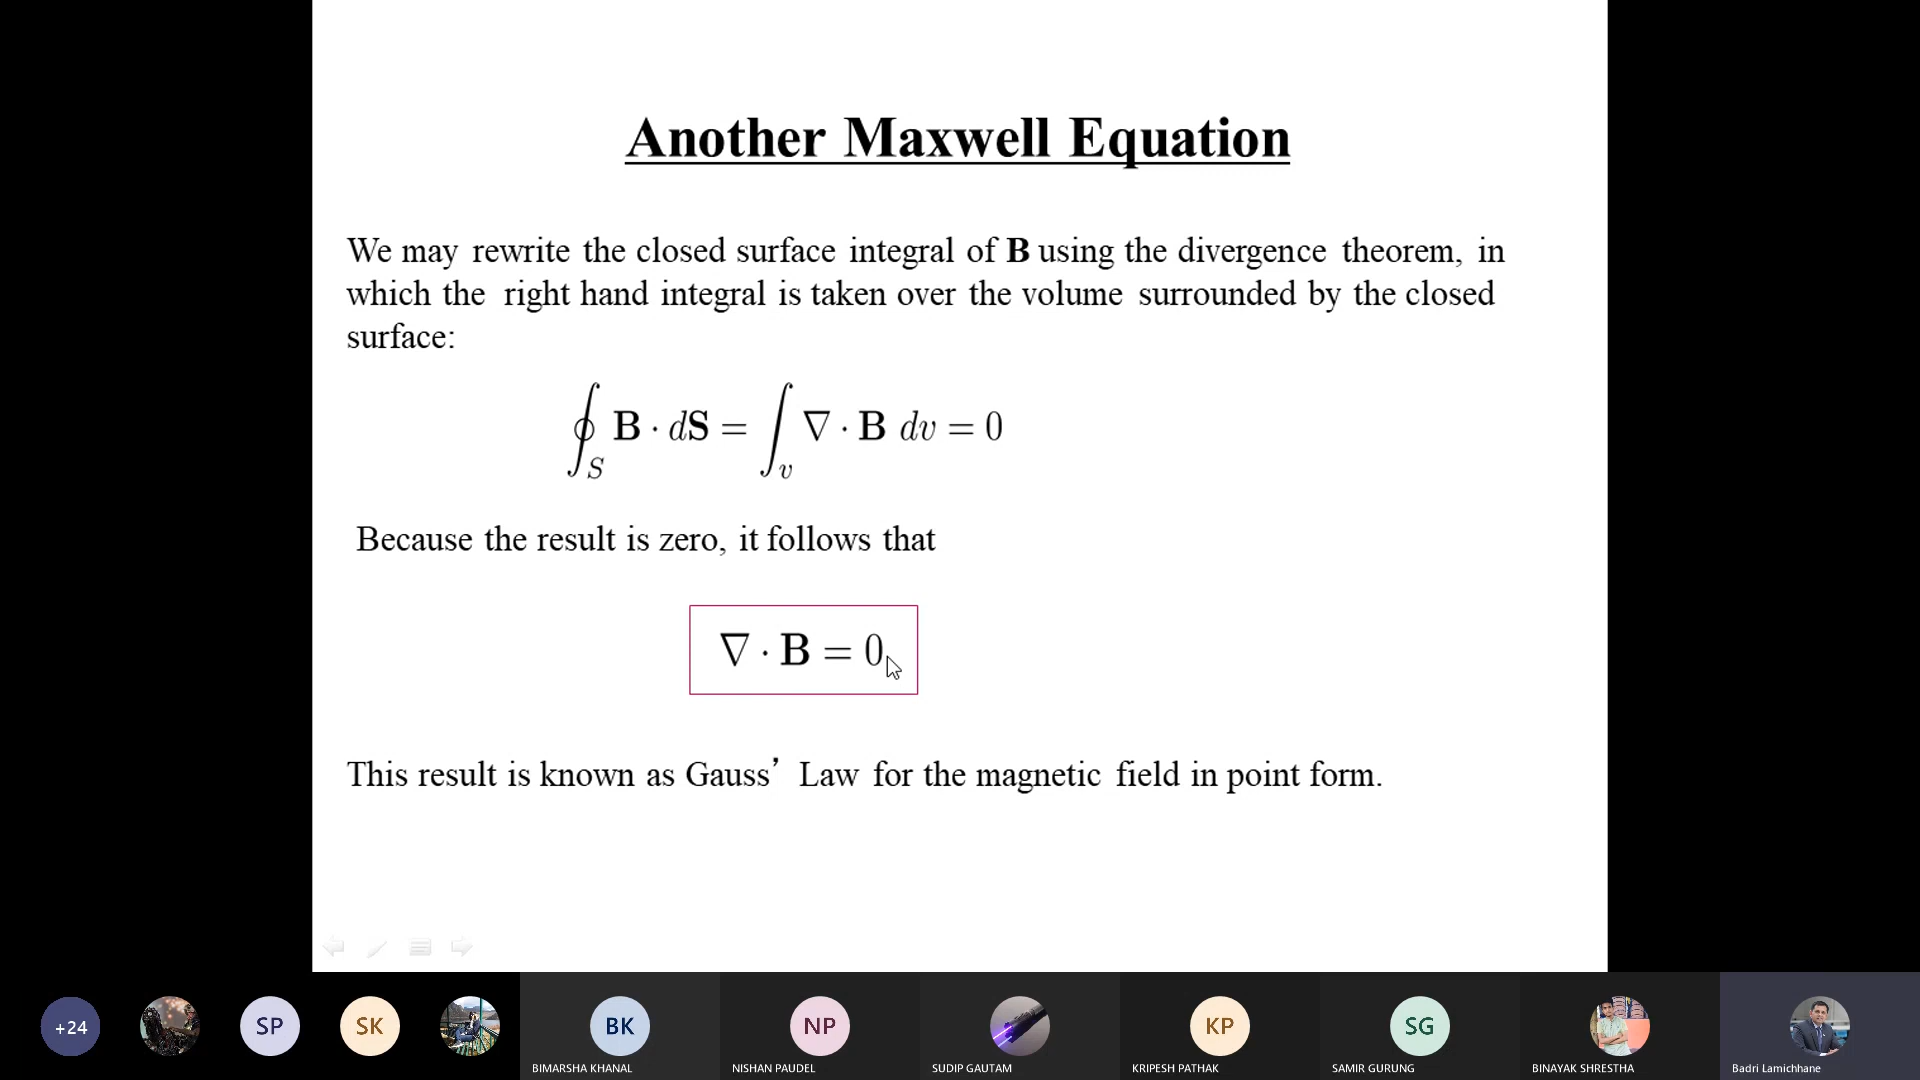 Another Maxwell Equation
We may rewrite the closed surface integral of B using the divergence theorem, in
which the right hand integral is taken over the volume surrounded by the closed
surface:
∮_S B · dS = ∫_v ∇ · B dv = 0
Because the result is zero, it follows that
∇ · B = 0
This result is known as Gauss’ Law for the magnetic field in point form.
+24
SP
SK
BK
NP
KP
SG
BIMARSHA KHANAL
NISHAN PAUDEL
SUDIP GAUTAM
KRIPESH PATHAK
SAMIR GURUNG
BINAYAK SHRESTHA
Badri Lamichhane